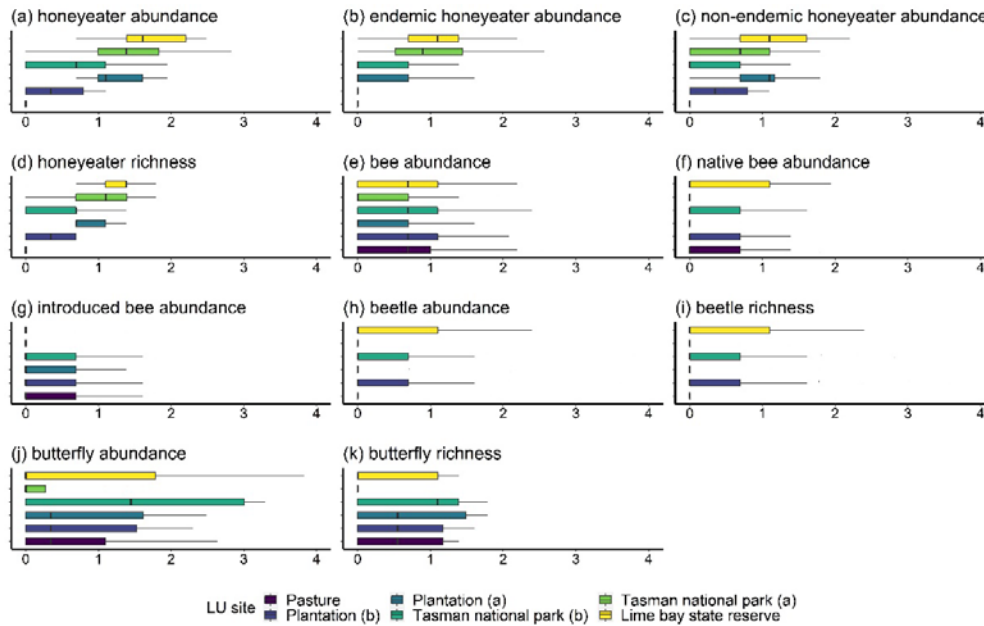 (a) honeyeater abundance (b) endemic honeyeater abundance (c) non-endemic honeyeater abundance
0 1 2 3 4 0 1 2 3 4 0 1 2 3 4
(d) honeyeater richness (e) bee abundance (f) native bee abundance
0 1 2 3 4 0 1 2 3 4 0 1 2 3 4
(g) introduced bee abundance (h) beetle abundance (i) beetle richness
0 1 2 3 4 0 1 2 3 4 0 1 2 3 4
(j) butterfly abundance (k) butterfly richness
0 1 2 3 4 0 1 2 3 4
LU site Pasture Plantation (a) Tasman national park (a)
Plantation (b) Tasman national park (b) Lime bay state reserve